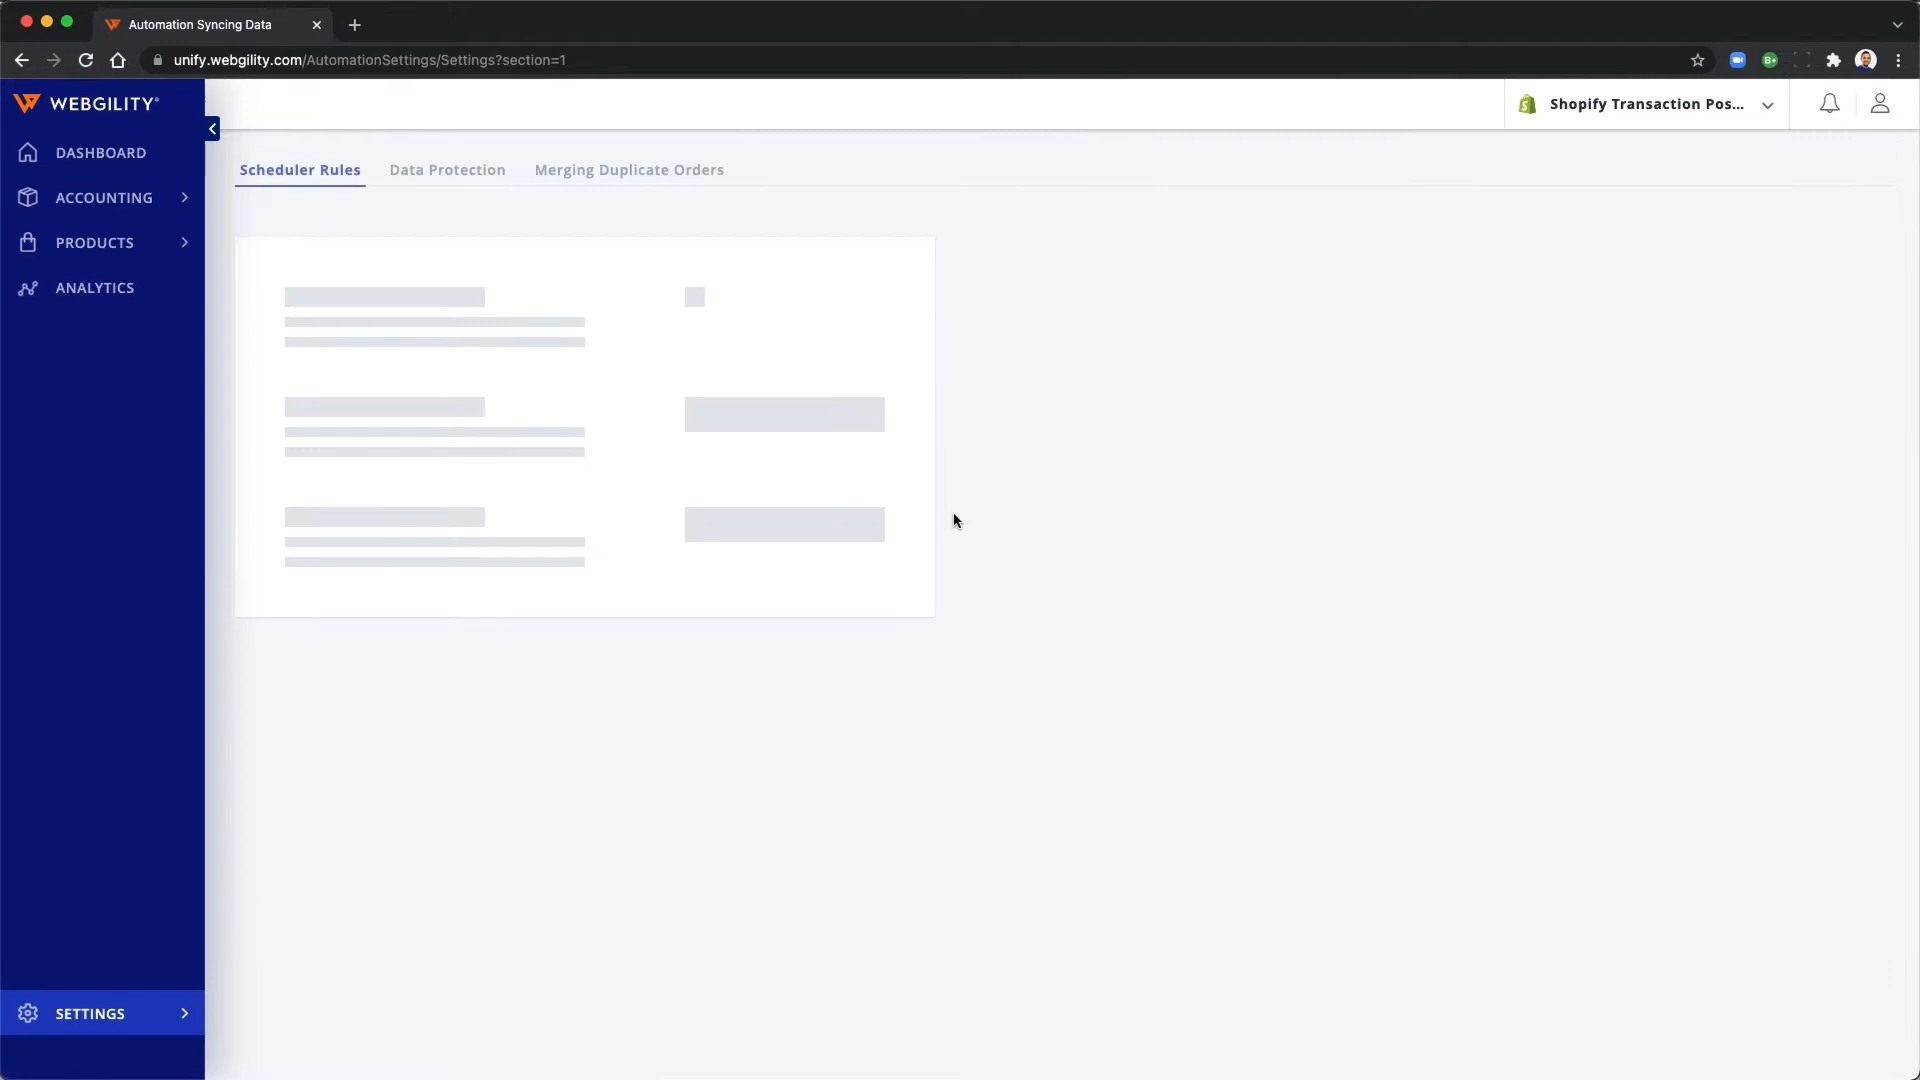 Automation Syncing Data
unify.webgility.com/AutomationSettings/Settings?section=1
B+
WEBGILITY®
Shopify Transaction Pos...
DASHBOARD
ACCOUNTING
PRODUCTS
ANALYTICS
Scheduler Rules
Data Protection
Merging Duplicate Orders
SETTINGS